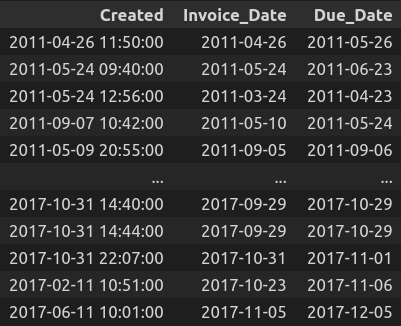 Created Invoice_Date Due_Date
2011-04-26 11:50:00 2011-04-26 2011-05-26
2011-05-24 09:40:00 2011-05-24 2011-06-23
2011-05-24 12:56:00 2011-03-24 2011-04-23
2011-09-07 10:42:00 2011-05-10 2011-05-24
2011-05-09 20:55:00 2011-09-05 2011-09-06
... ... ...
2017-10-31 14:40:00 2017-09-29 2017-10-29
2017-10-31 14:44:00 2017-09-29 2017-10-29
2017-10-31 22:07:00 2017-10-31 2017-11-01
2017-02-11 10:51:00 2017-10-23 2017-11-06
2017-06-11 10:01:00 2017-11-05 2017-12-05